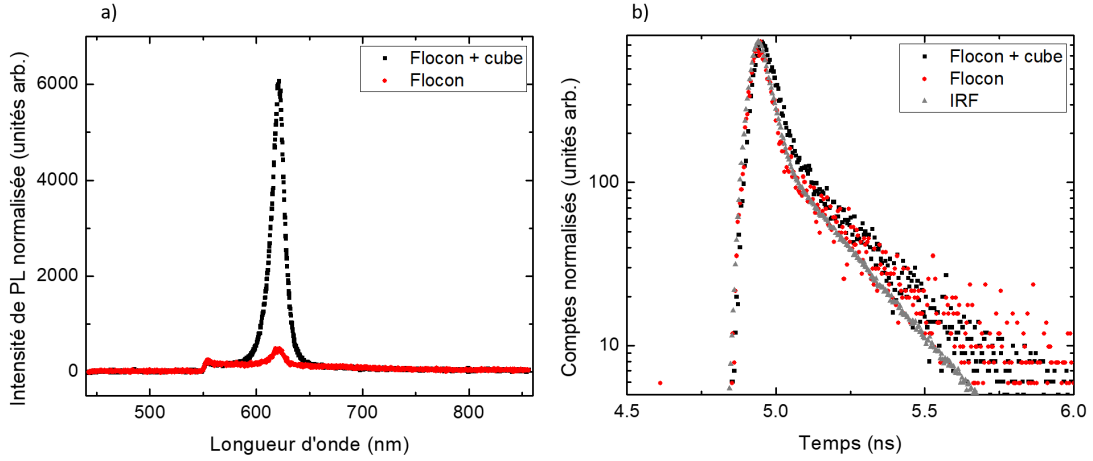 a)
Intensité de PL normalisée (unités arb.)
6000
4000
2000
0
500
600
700
800
Longueur d'onde (nm)
Flocon + cube
Flocon
b)
Comptes normalisés (unités arb.)
100
10
4.5
5.0
5.5
6.0
Temps (ns)
Flocon + cube
Flocon
IRF